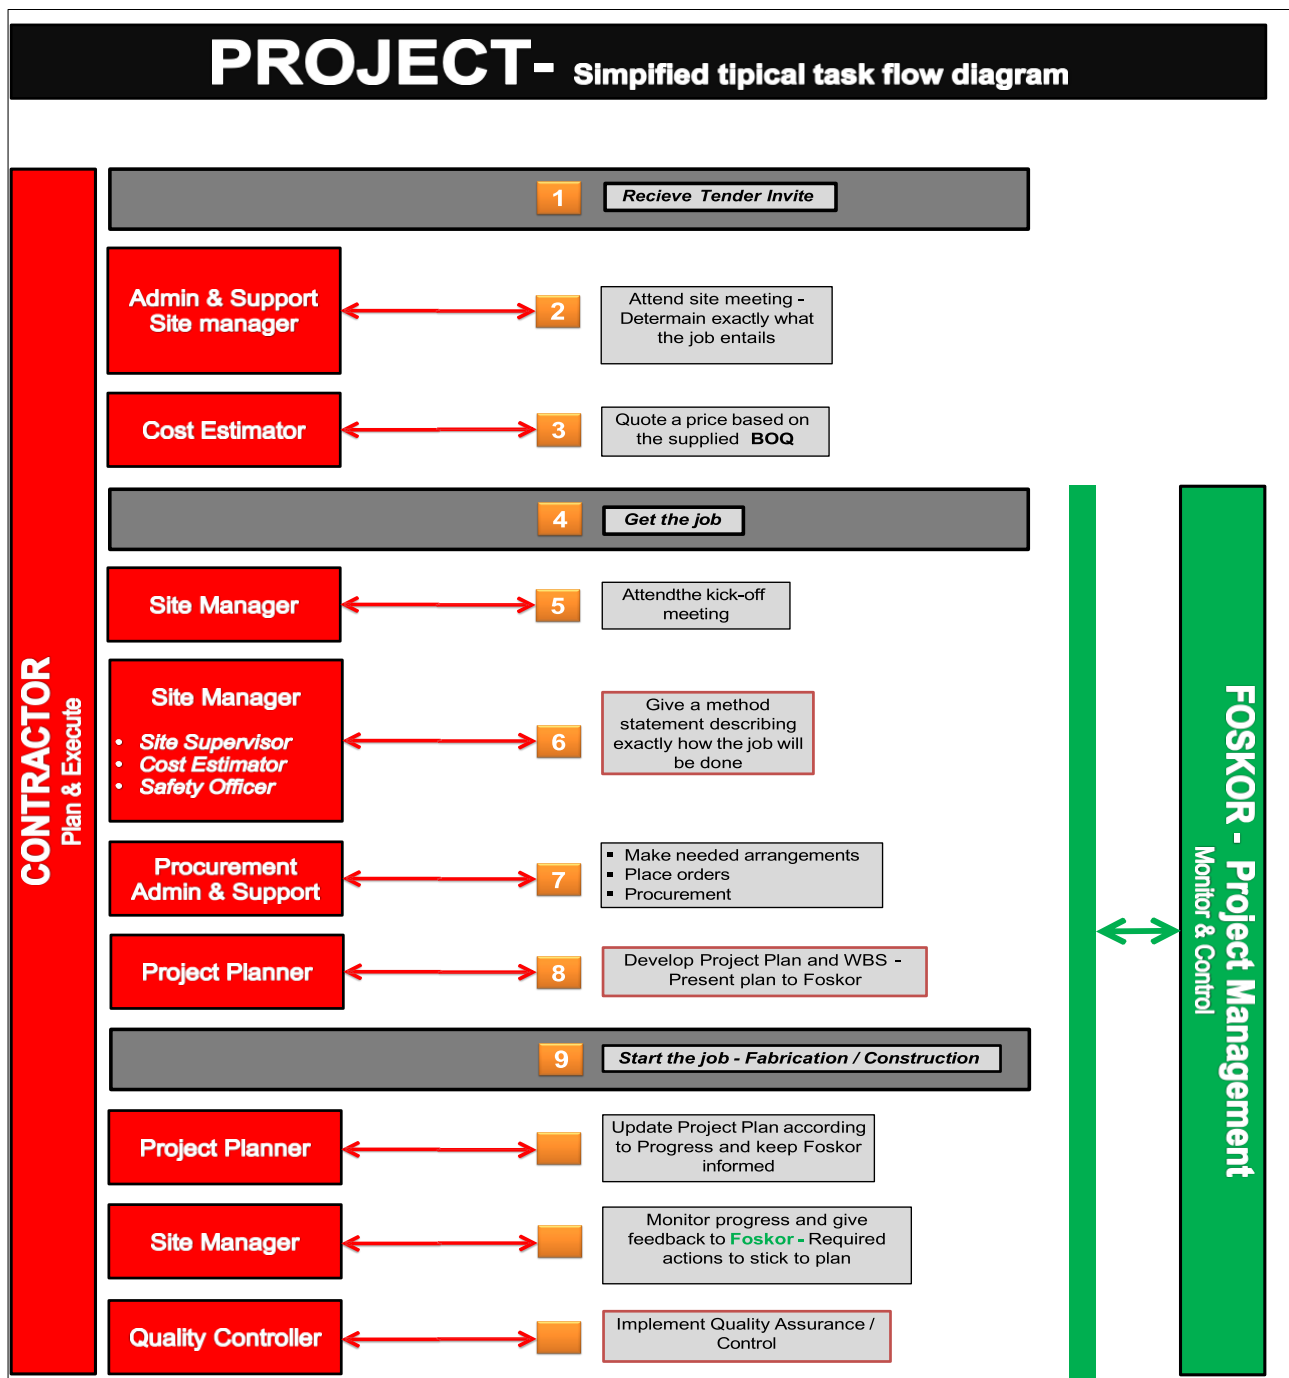 PROJECT- Simpified tipical task flow diagram
CONTRACTOR
Plan & Execute
1
Recieve Tender Invite
Admin & Support
Site manager
2
Attend site meeting -
Determain exactly what
the job entails
Cost Estimator
3
Quote a price based on
the supplied BOQ
4
Get the job
Site Manager
5
Attendthe kick-off
meeting
Site Manager
• Site Supervisor
• Cost Estimator
• Safety Officer
6
Give a method
statement describing
exactly how the job will
be done
Procurement
Admin & Support
7
▪ Make needed arrangements
▪ Place orders
▪ Procurement
Project Planner
8
Develop Project Plan and WBS -
Present plan to Foskor
9
Start the job - Fabrication / Construction
Project Planner
Update Project Plan according
to Progress and keep Foskor
informed
Site Manager
Monitor progress and give
feedback to Foskor - Required
actions to stick to plan
Quality Controller
Implement Quality Assurance /
Control
FOSKOR - Project Management
Monitor & Control